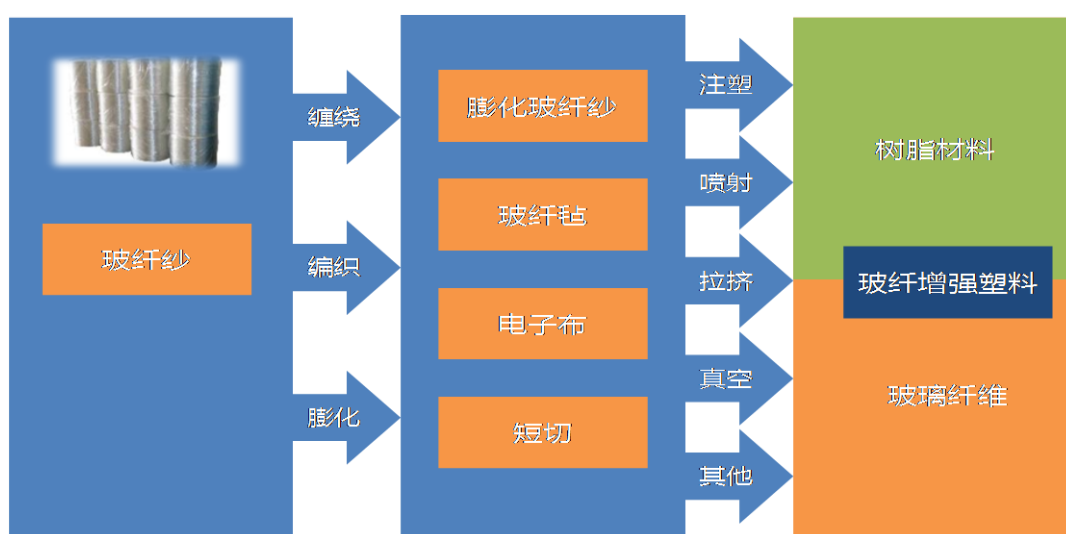 玻纤纱
缠绕
编织
膨化
膨化玻纤纱
玻纤毡
电子布
短切
注塑
喷射
拉挤
真空
其他
树脂材料
玻纤增强塑料
玻璃纤维